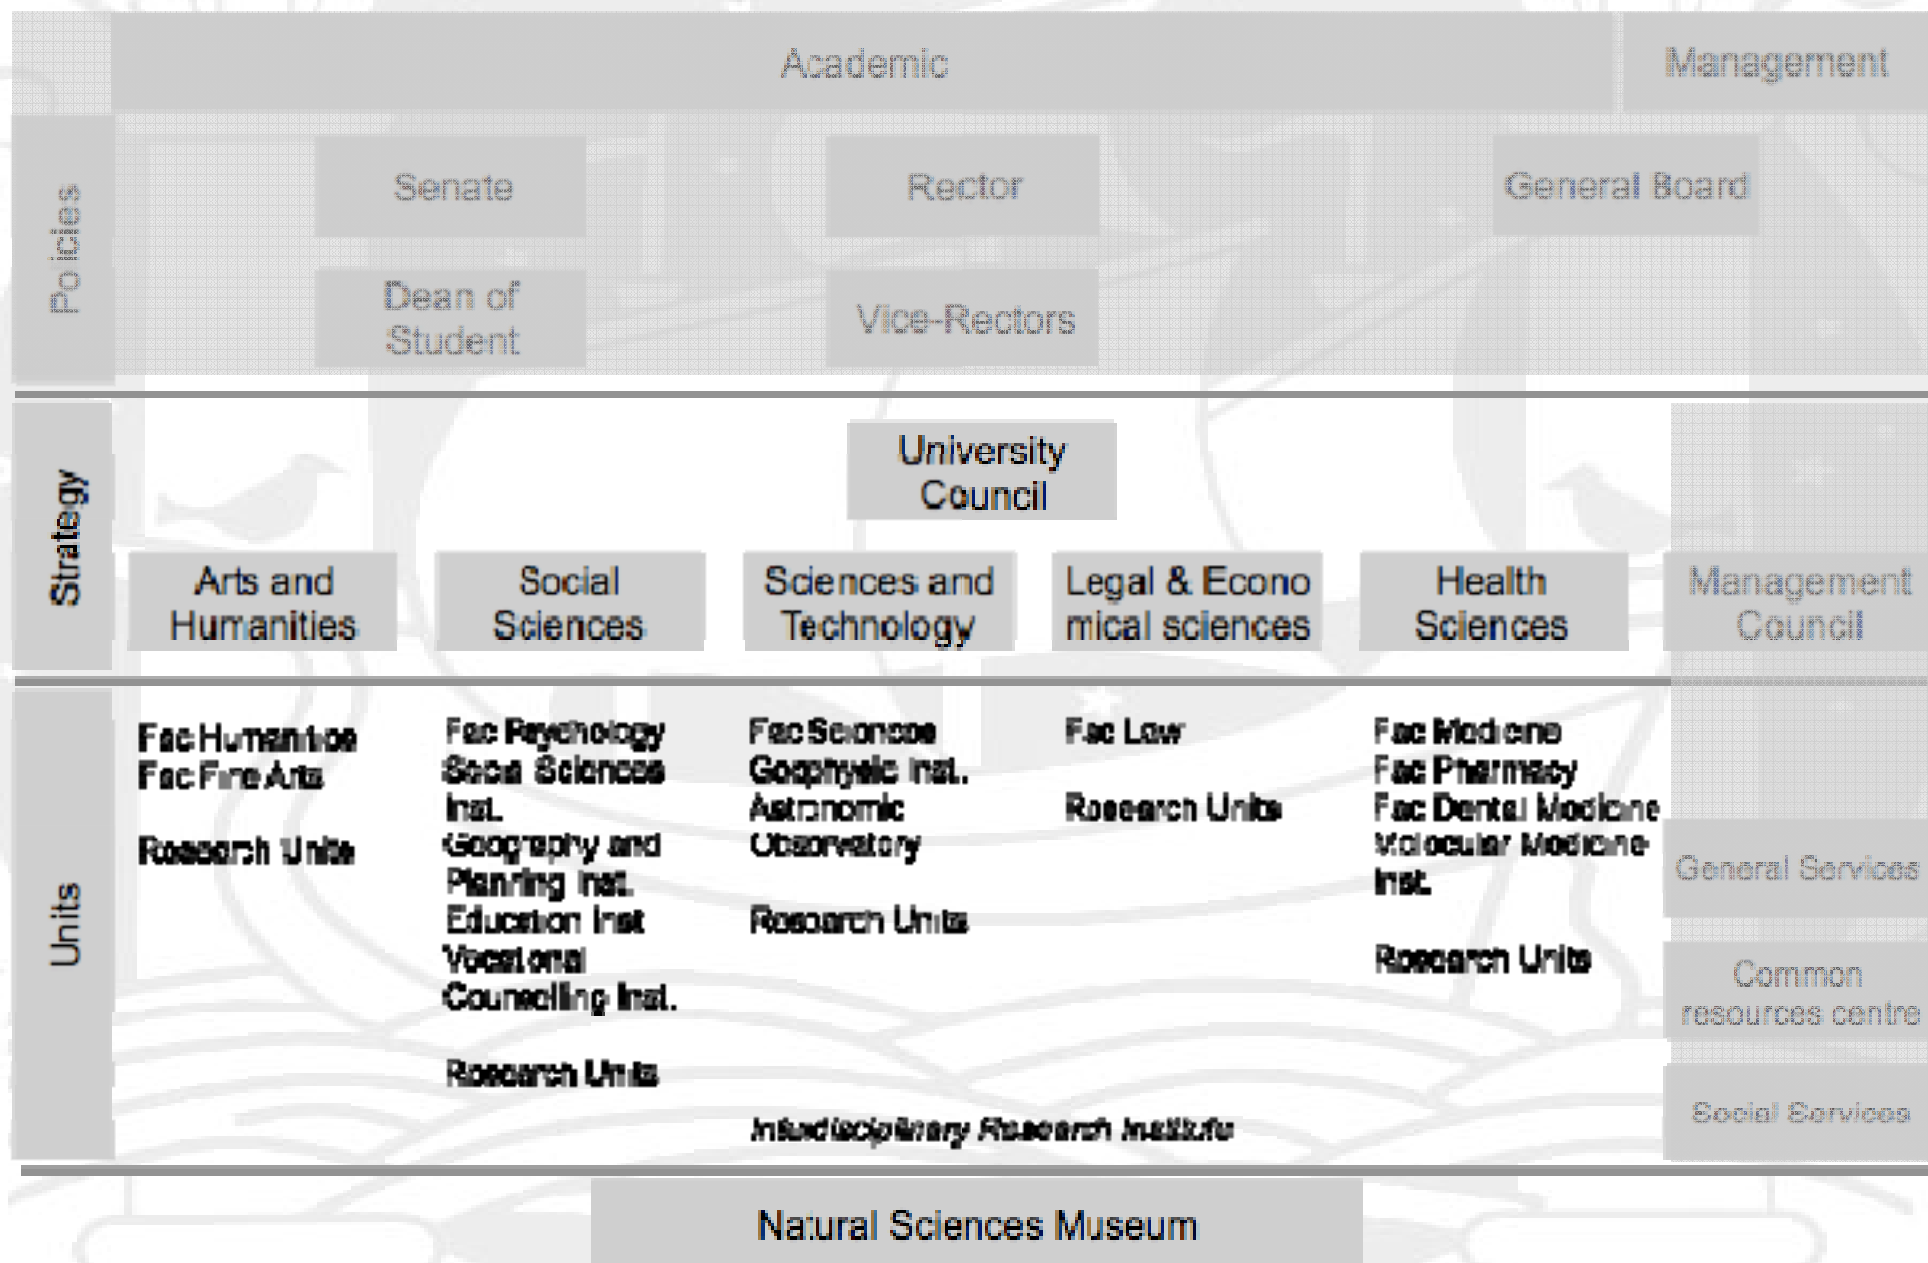 Academic
Management
Policies
Senate
Rector
General Board
Dean of
Student
Vice-Rectors
Strategy
University
Council
Arts and
Humanities
Social
Sciences
Sciences and
Technology
Legal & Econo
mical sciences
Health
Sciences
Management
Council
Units
Fac Humanities
Fac Fine Arts
Research Units
Fac Psychology
Social Sciences
Inst.
Geography and
Planning Inst.
Education Inst
Vocational
Counselling Inst.
Research Units
Fac Sciences
Geophysic Inst.
Astronomic
Observatory
Research Units
Fac Law
Research Units
Fac Medicine
Fac Pharmacy
Fac Dental Medicine
Molecular Medicine
Inst.
Research Units
General Services
Common
resources centre
Social Services
Interdisciplinary Research Institute
Natural Sciences Museum